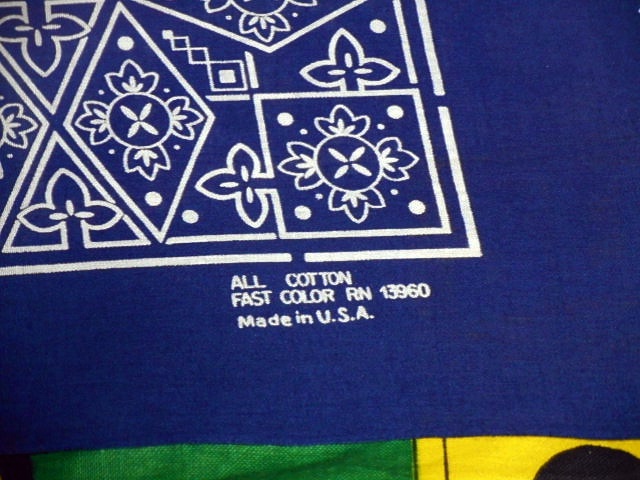 ALL COTTON
FAST COLOR RN 13960
Made in U.S.A.